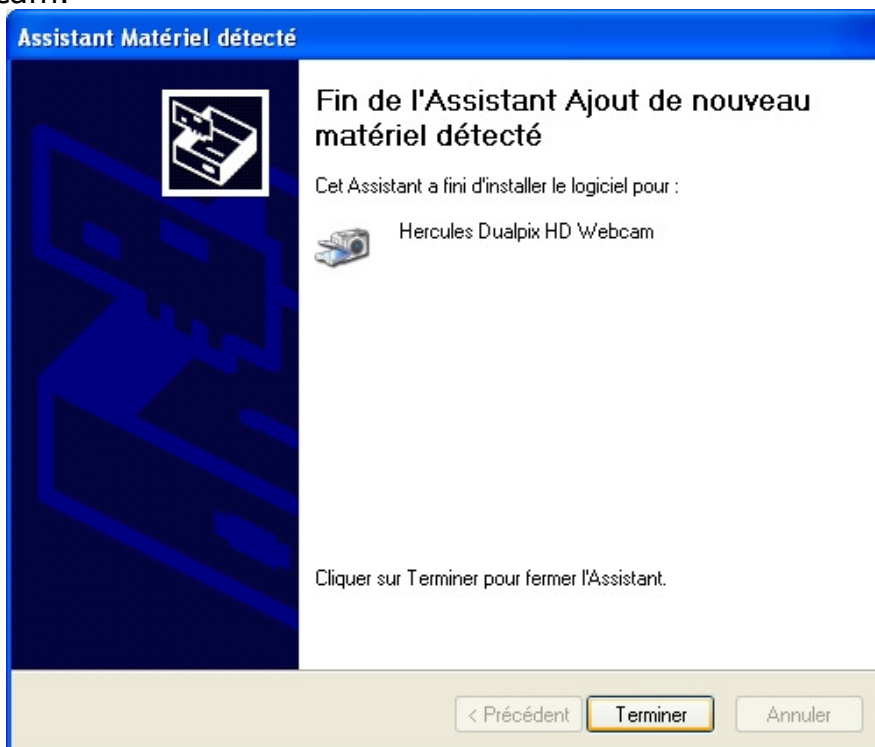 Assistant Matériel détecté
Fin de l'Assistant Ajout de nouveau
matériel détecté
Cet Assistant a fini d'installer le logiciel pour :
Hercules Dualpix HD Webcam
Cliquer sur Terminer pour fermer l'Assistant.
< Précédent Terminer Annuler